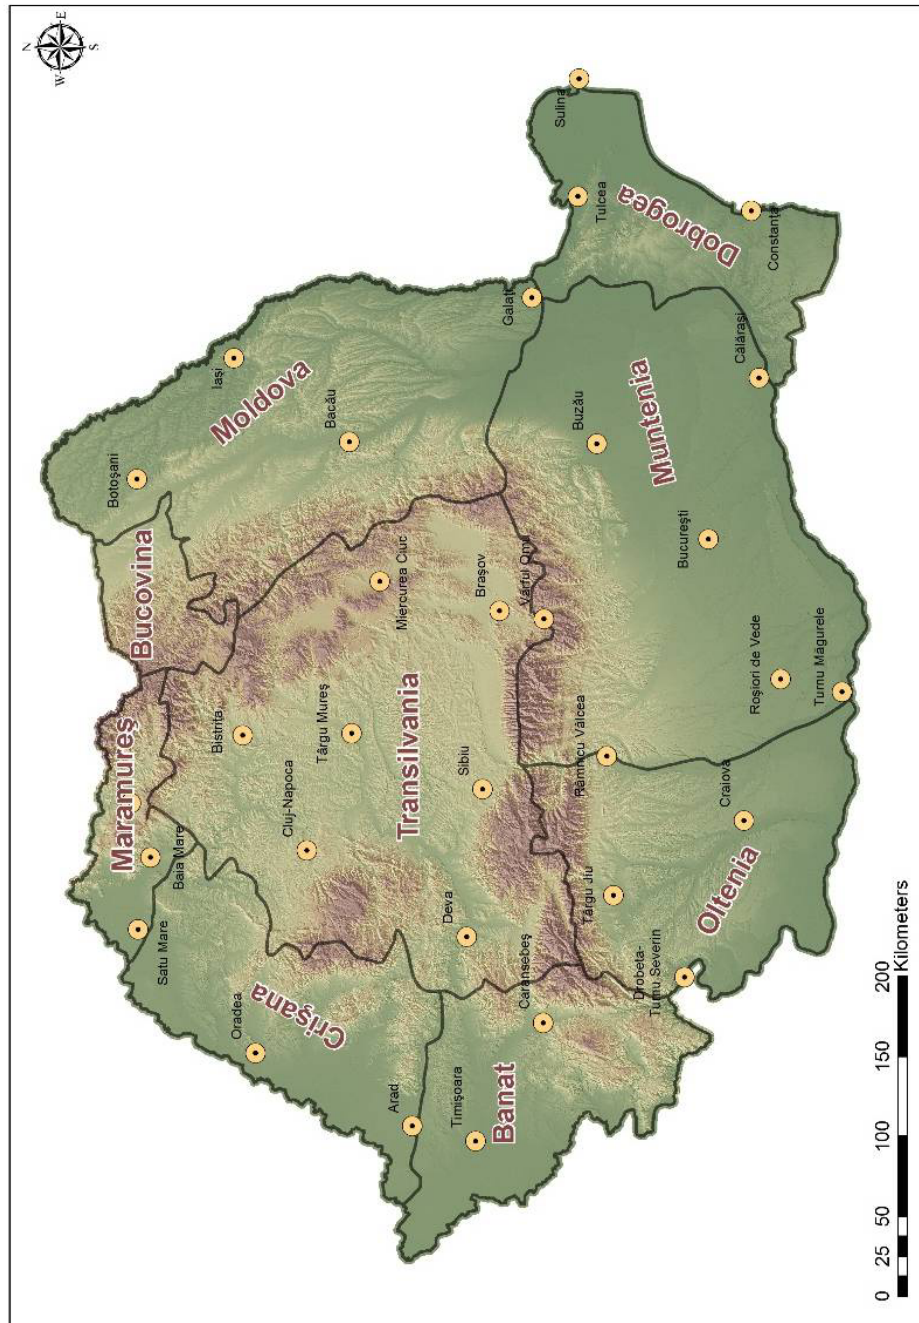 N
W
E
S
Maramureș
Bucovina
Botoșani
Satu Mare
Baia Mare
Iași
Bistrita
Oradea
Moldova
Cluj-Napoca
Crișana
Târgu Mureș
Bacău
Miercurea Ciuc
Transilvania
Arad
Deva
Sibiu
Brașov
Timișoara
Banat
Caransebeș
Vârful Omu
Galați
Sulina
Tulcea
Târgu Jiu
Râmnicu Vâlcea
Buzău
Dobrogea
Drobeta-
Turnu Severin
Muntenia
București
Oltenia
Craiova
Roșiori de Vede
Călărași
Constanța
Turnu Măgurele
0 25 50 100 150 200
Kilometers